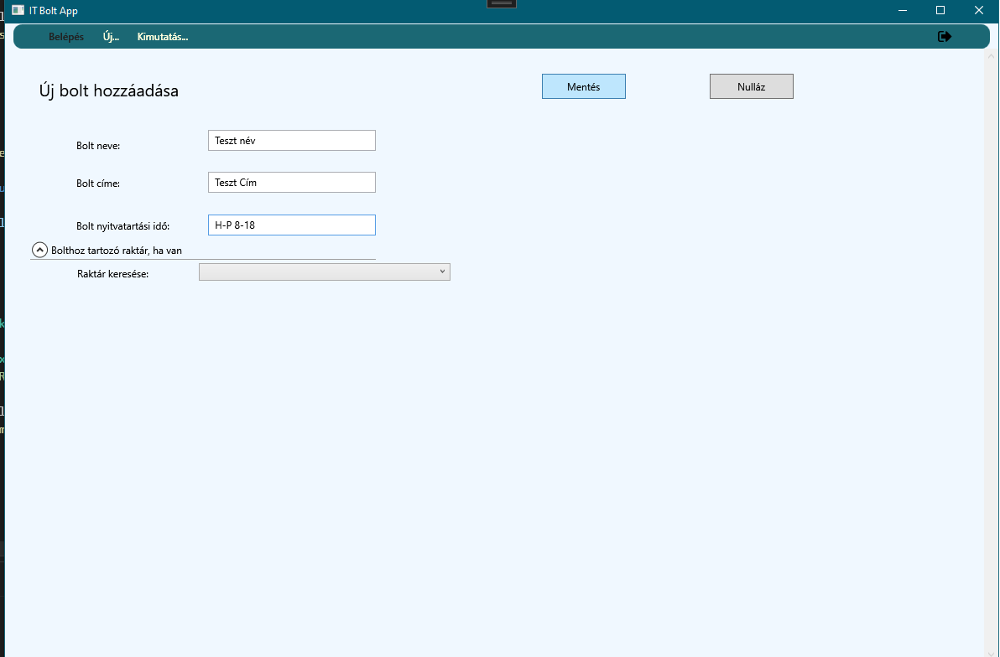 IT Bolt App
Belépés Új... Kimutatás...
Új bolt hozzáadása Mentés Nulláz
Bolt neve: Teszt név
Bolt címe: Teszt Cím
Bolt nyitvatartási idő: H-P 8-18
Bolthoz tartozó raktár, ha van
Raktár keresése: